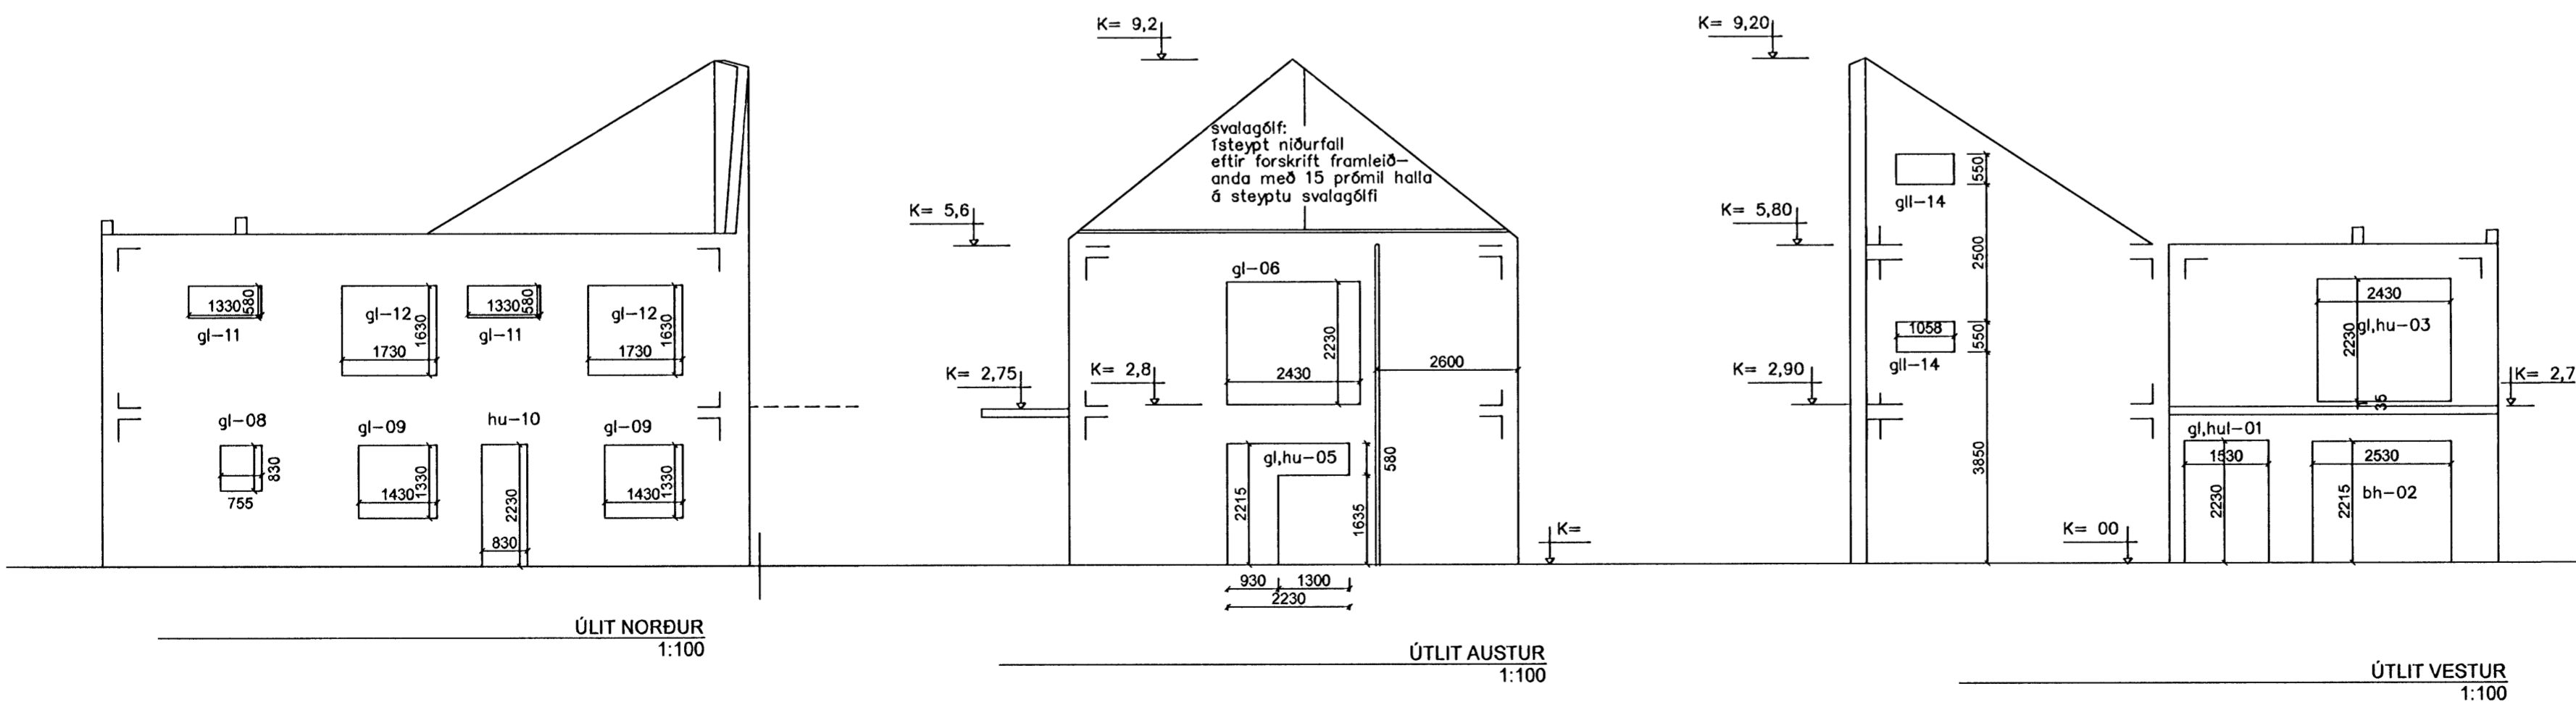 1330
580
gl-11
gl-12
1630
1730
1330
580
gl-11
gl-12
1630
1730
gl-08
830
755
gl-09
1330
1430
hu-10
2230
830
gl-09
1330
1430
ÚLIT NORÐUR
1:100
K= 9,2
svalagólf:
ísteypt niðurfall
eftir forskrift framleið-
anda með 15 prómil halla
á steyptu svalagólfi
K= 5,6
gl-06
2230
2430
2600
K= 2,75
K= 2,8
gl,hu-05
580
2215
1635
K=
930
1300
2230
ÚTLIT AUSTUR
1:100
K= 9,20
550
gll-14
K= 5,80
2500
1058
550
gll-14
K= 2,90
3850
2430
2230
gl,hu-03
K= 2,7
35
gl,hul-01
1530
2230
2530
bh-02
2215
K= 00
ÚTLIT VESTUR
1:100